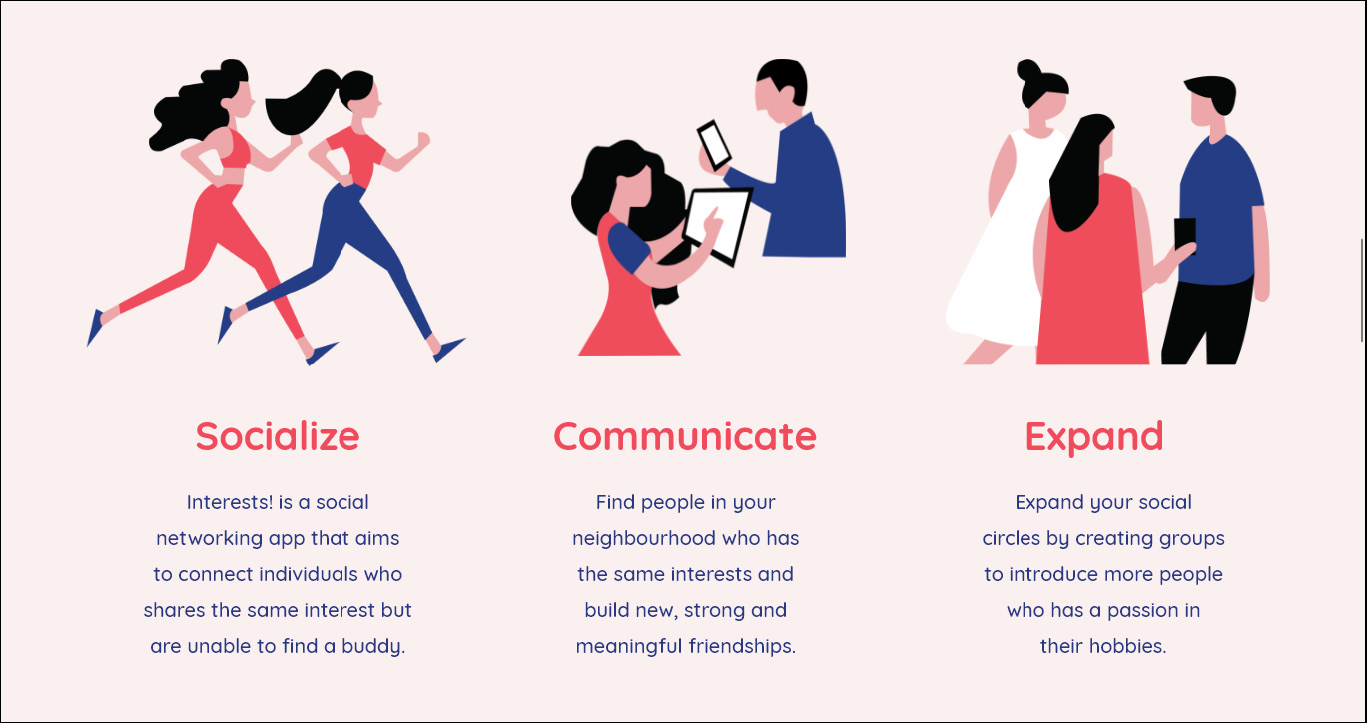 Socialize
Interests! is a social
networking app that aims
to connect individuals who
shares the same interest but
are unable to find a buddy.
Communicate
Find people in your
neighbourhood who has
the same interests and
build new, strong and
meaningful friendships.
Expand
Expand your social
circles by creating groups
to introduce more people
who has a passion in
their hobbies.